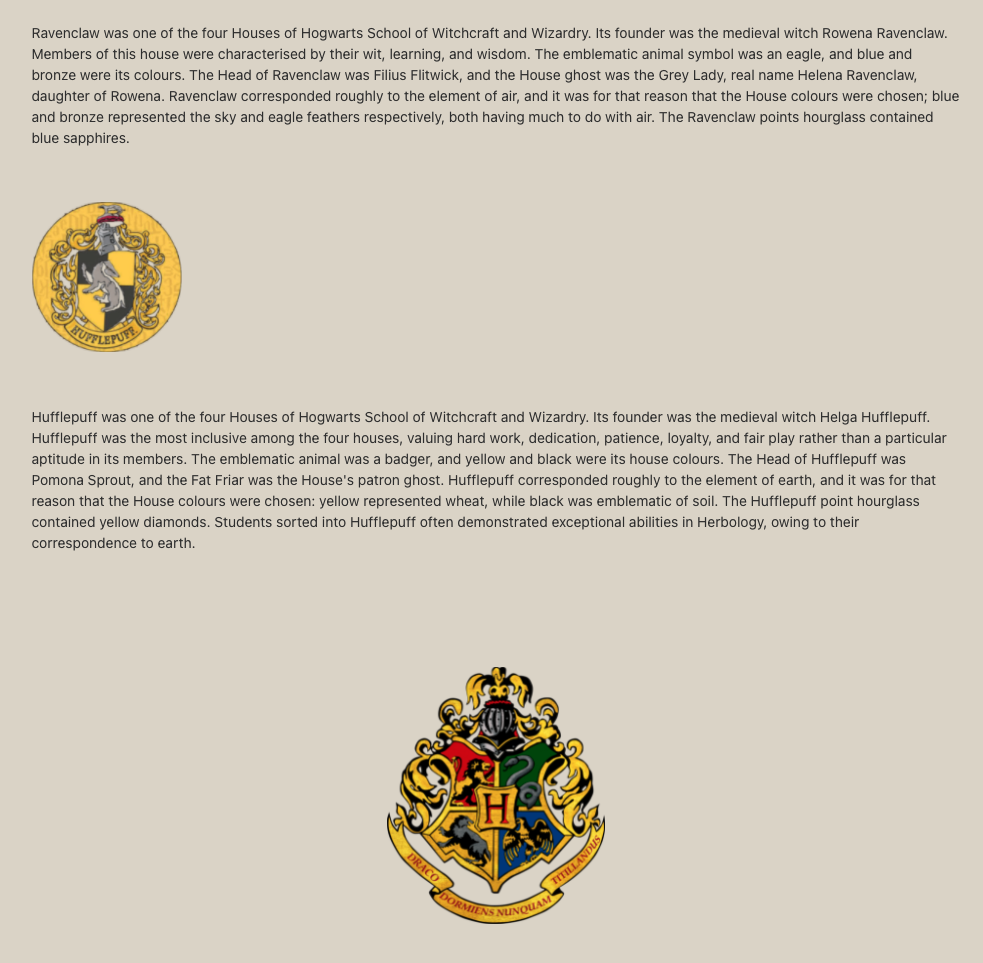 Ravenclaw was one of the four Houses of Hogwarts School of Witchcraft and Wizardry. Its founder was the medieval witch Rowena Ravenclaw.
Members of this house were characterised by their wit, learning, and wisdom. The emblematic animal symbol was an eagle, and blue and
bronze were its colours. The Head of Ravenclaw was Filius Flitwick, and the House ghost was the Grey Lady, real name Helena Ravenclaw,
daughter of Rowena. Ravenclaw corresponded roughly to the element of air, and it was for that reason that the House colours were chosen; blue
and bronze represented the sky and eagle feathers respectively, both having much to do with air. The Ravenclaw points hourglass contained
blue sapphires.
HUFFLEPUFF
Hufflepuff was one of the four Houses of Hogwarts School of Witchcraft and Wizardry. Its founder was the medieval witch Helga Hufflepuff.
Hufflepuff was the most inclusive among the four houses, valuing hard work, dedication, patience, loyalty, and fair play rather than a particular
aptitude in its members. The emblematic animal was a badger, and yellow and black were its house colours. The Head of Hufflepuff was
Pomona Sprout, and the Fat Friar was the House's patron ghost. Hufflepuff corresponded roughly to the element of earth, and it was for that
reason that the House colours were chosen: yellow represented wheat, while black was emblematic of soil. The Hufflepuff point hourglass
contained yellow diamonds. Students sorted into Hufflepuff often demonstrated exceptional abilities in Herbology, owing to their
correspondence to earth.
H
DRACO DORMIENS NUNQUAM TITILLANDUS